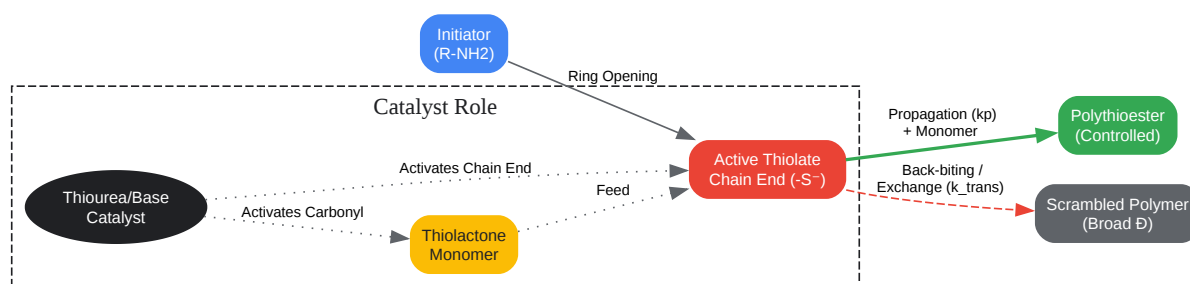 Initiator
(R-NH2)
Ring Opening
Catalyst Role
Propagation (kp)
+ Monomer
Polythioester
(Controlled)
Activates Chain End
Active Thiolate
Chain End (-S⁻)
Back-biting /
Exchange (k_trans)
Thiourea/Base
Catalyst
Feed
Activates Carbonyl
Thiolactone
Monomer
Scrambled Polymer
(Broad Đ)